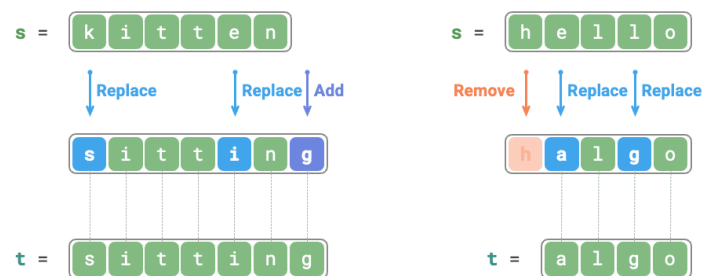 s = k i t t e n
Replace Replace Add
s i t t i n g
t = s i t t i n g
s = h e l l o
Remove Replace Replace
h a l g o
t = a l g o